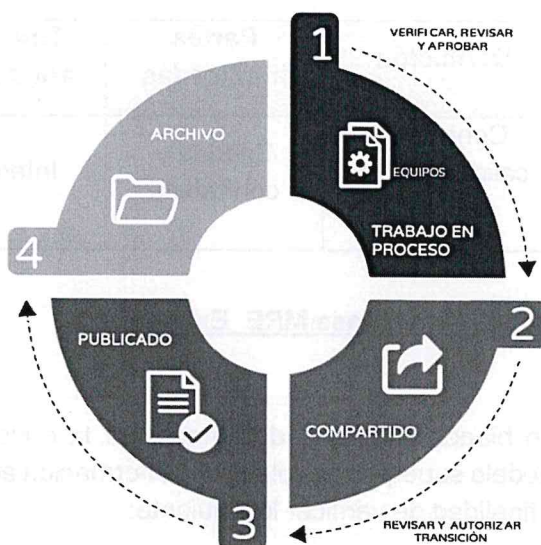 1
VERIFICAR, REVISAR
Y APROBAR
ARCHIVO
EQUIPOS
TRABAJO EN
PROCESO
4
2
PUBLICADO
COMPARTIDO
3
REVISAR Y AUTORIZAR
TRANSICIÓN